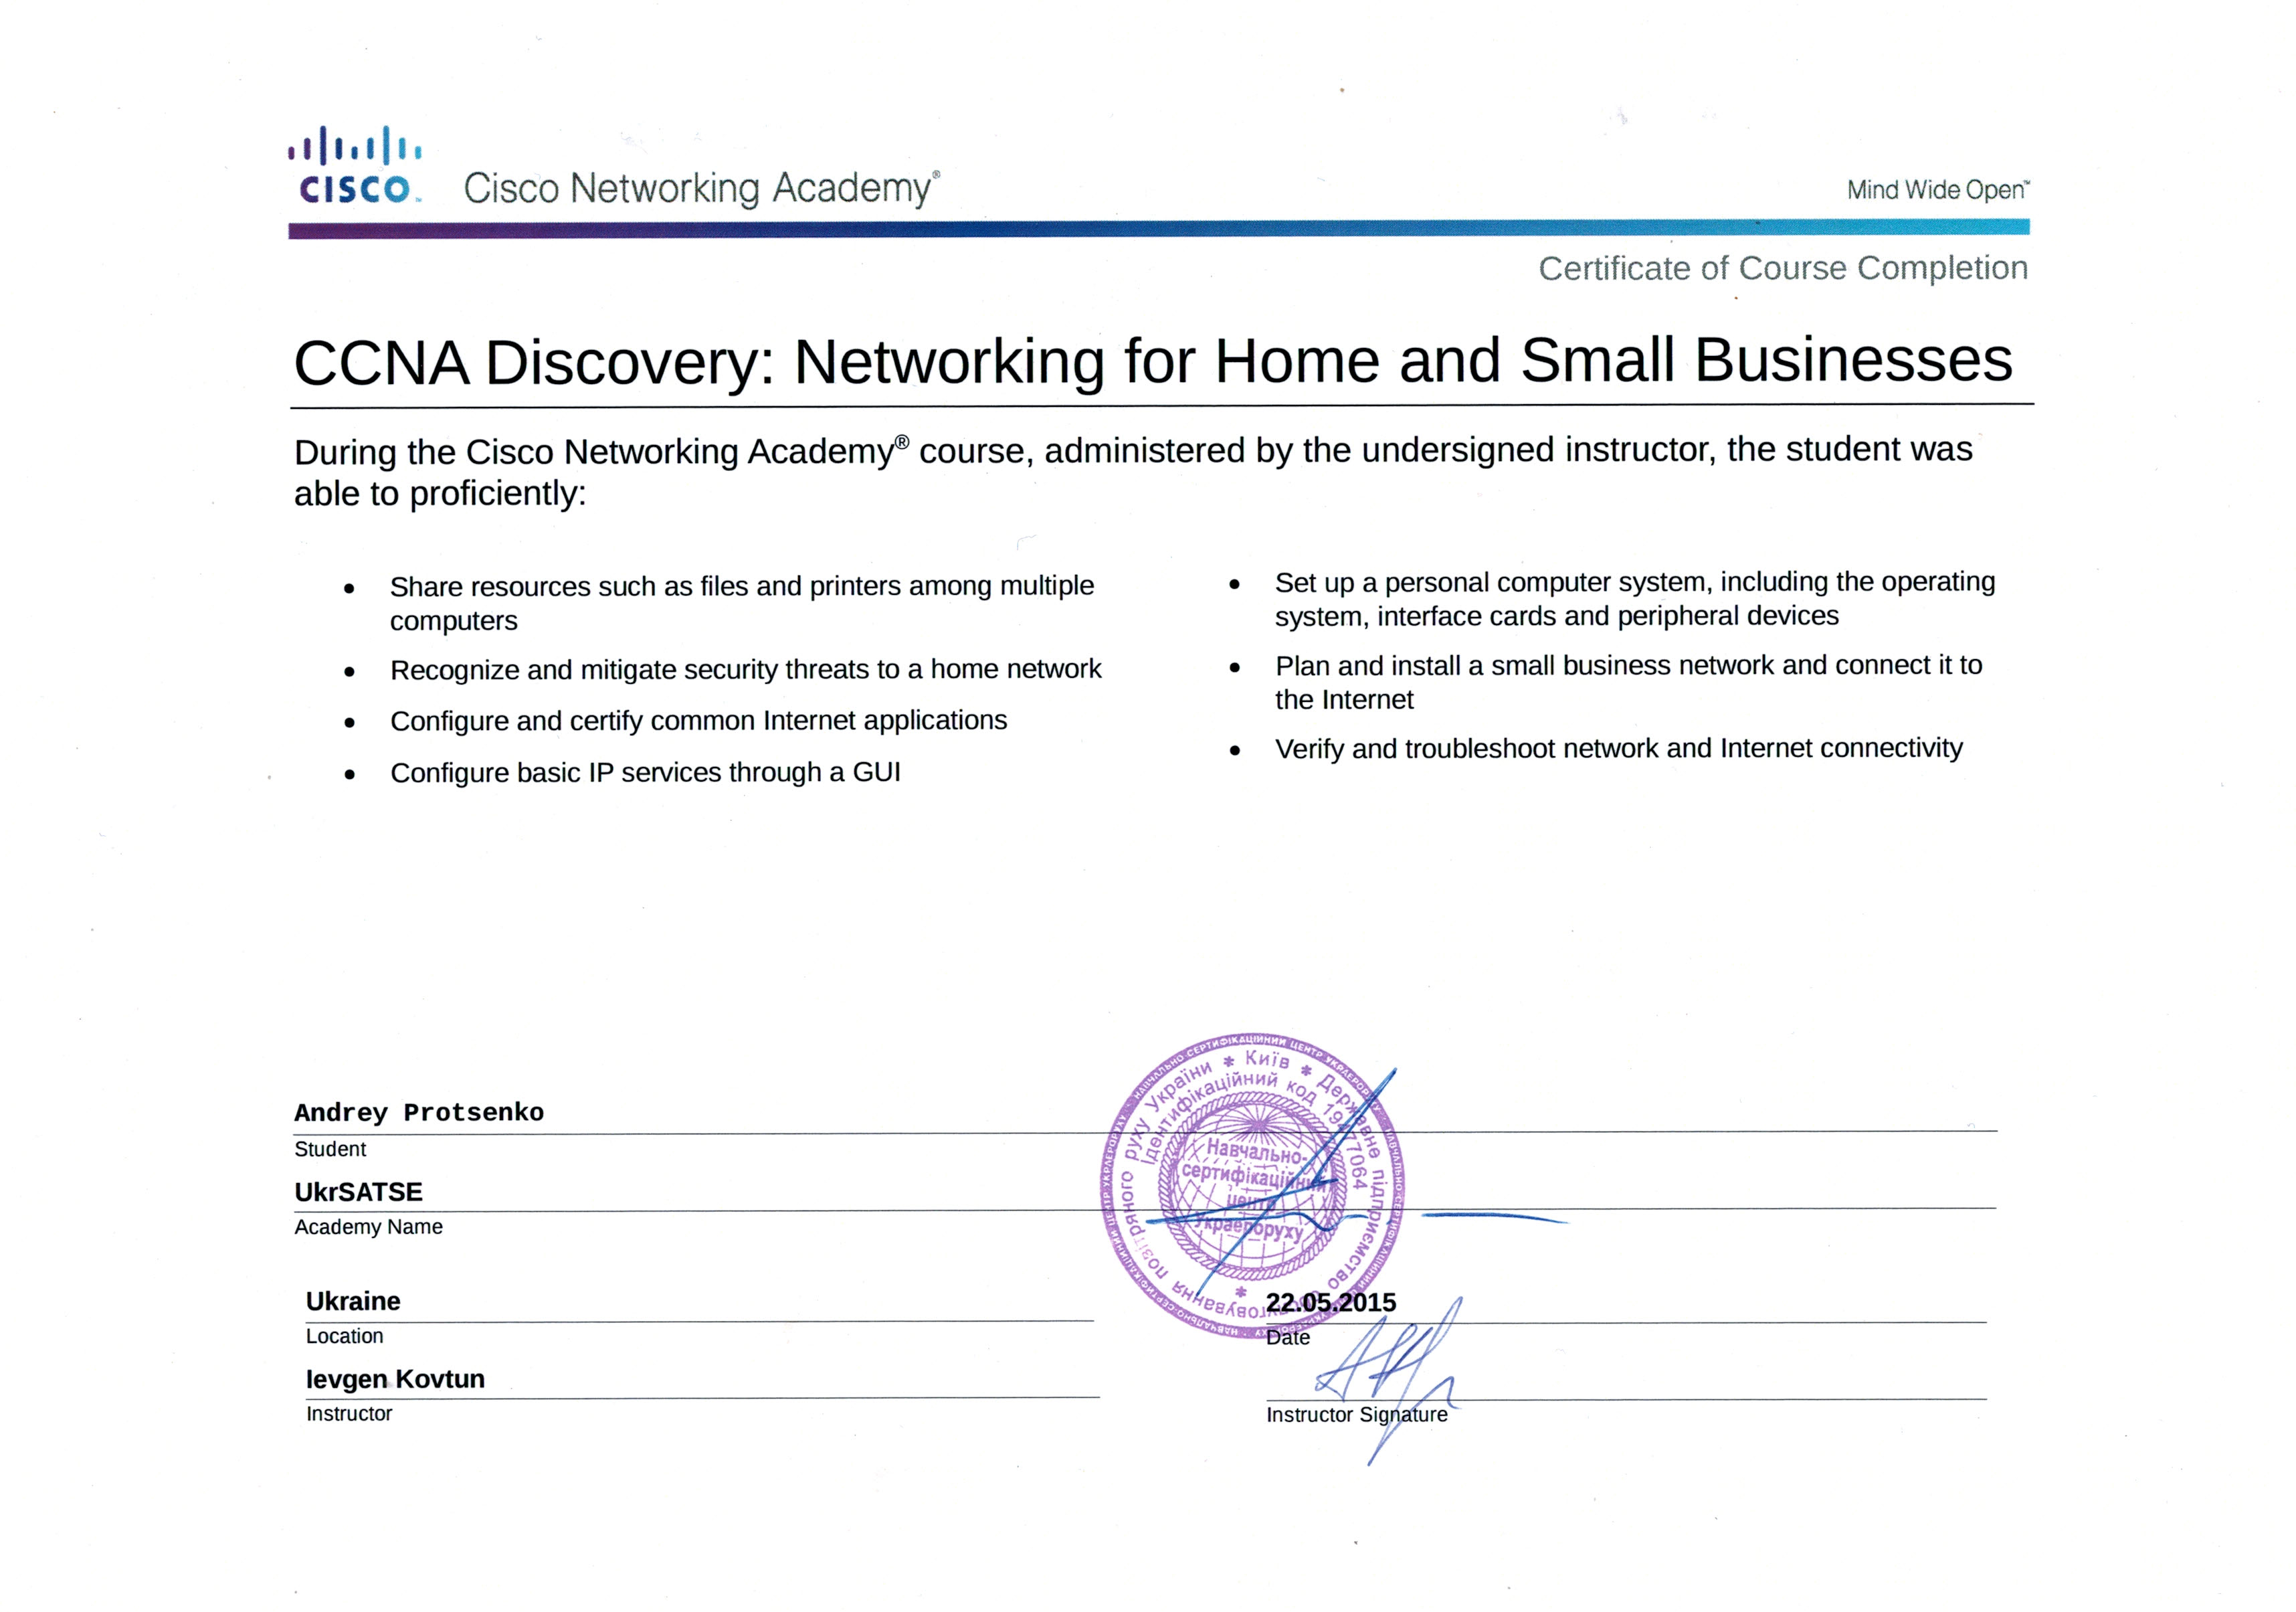 CISCO
Cisco Networking Academy®
Mind Wide Open™
Certificate of Course Completion
CCNA Discovery: Networking for Home and Small Businesses
During the Cisco Networking Academy® course, administered by the undersigned instructor, the student was
able to proficiently:
• Share resources such as files and printers among multiple
computers
• Recognize and mitigate security threats to a home network
• Configure and certify common Internet applications
• Configure basic IP services through a GUI
• Set up a personal computer system, including the operating
system, interface cards and peripheral devices
• Plan and install a small business network and connect it to
the Internet
• Verify and troubleshoot network and Internet connectivity
Andrey Protsenko
Student
UkrSATSE
Academy Name
Ukraine
Location
Ievgen Kovtun
Instructor
22.05.2015
Date
Instructor Signature
НАВЧАЛЬНО-СЕРТИФІКАЦІЙНИЙ ЦЕНТР УКРАЕРОРУХУ
* Київ * Державне підприємство обслуговування повітряного руху України
Ідентифікаційний код 19477064
Навчально-
сертифікаційний
центр
Украероруху